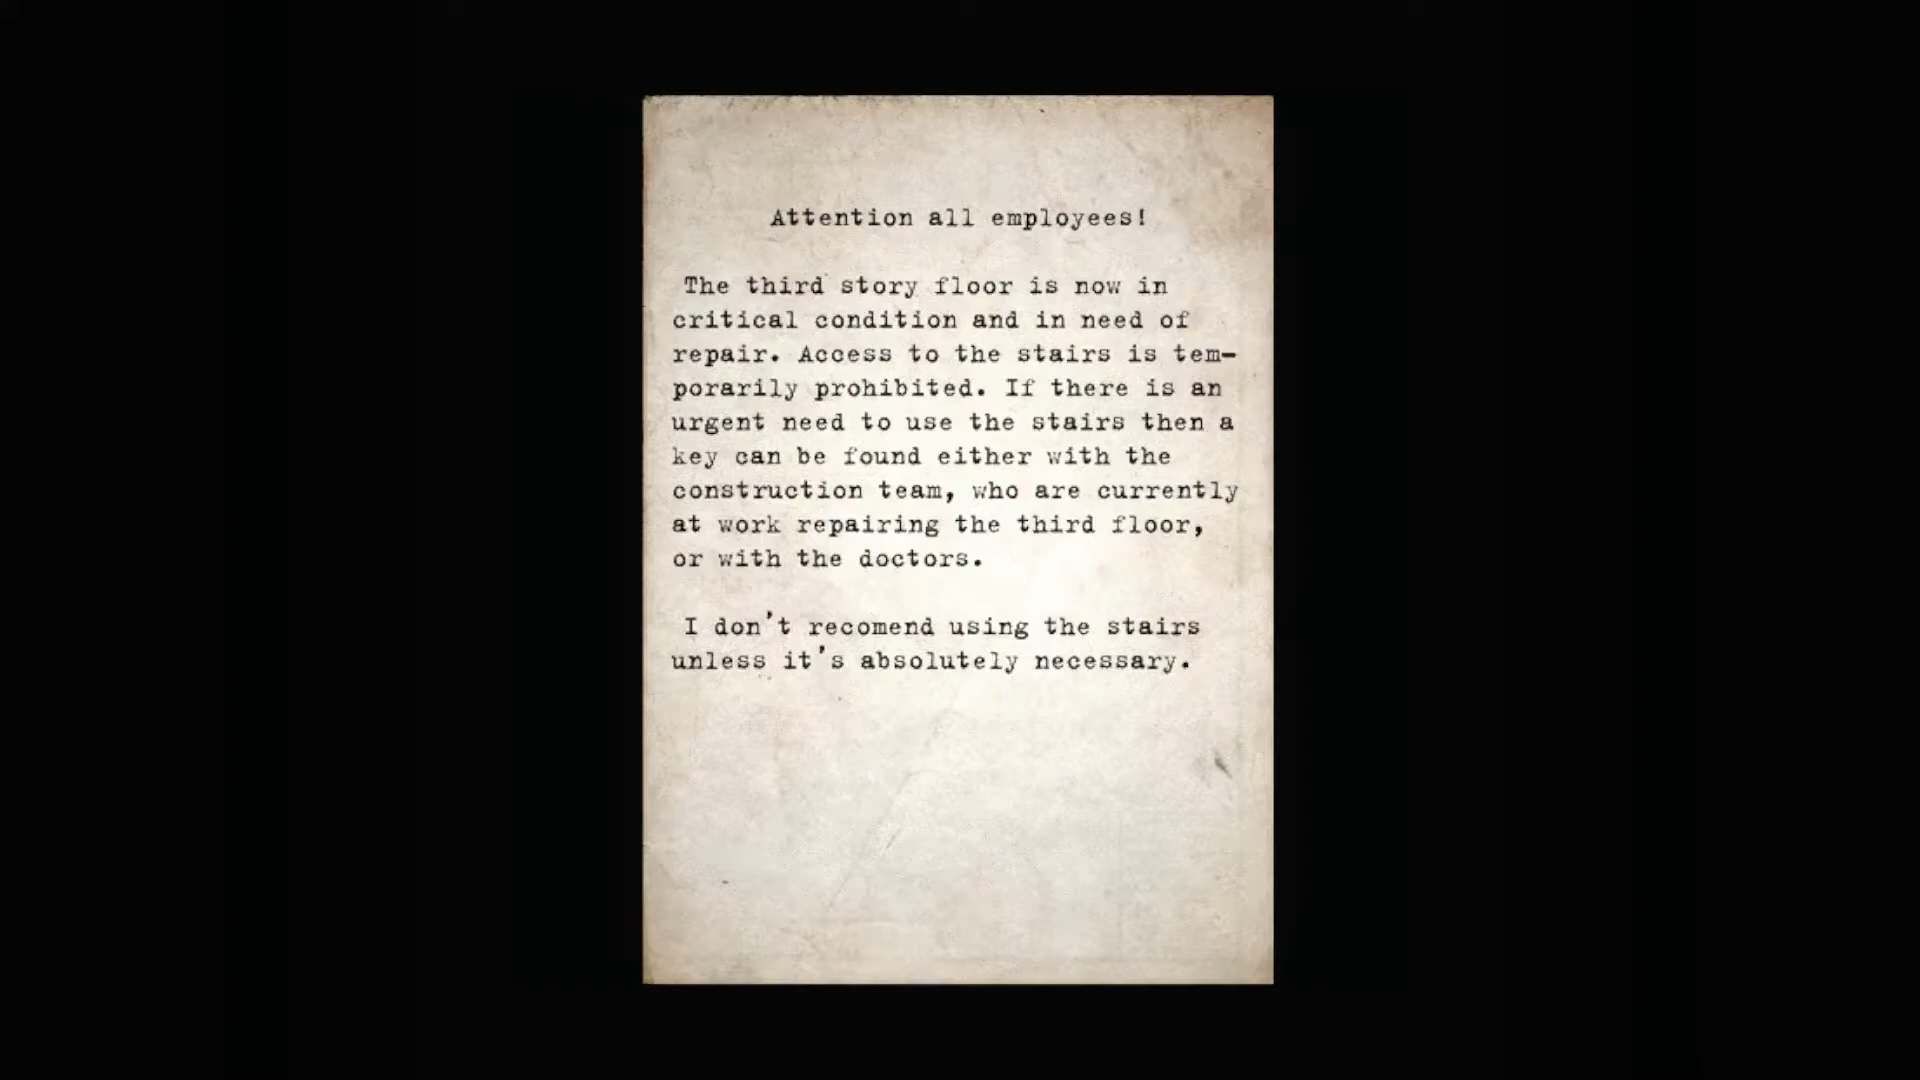 Attention all employees!
The third story floor is now in
critical condition and in need of
repair. Access to the stairs is tem-
porarily prohibited. If there is an
urgent need to use the stairs then a
key can be found either with the
construction team, who are currently
at work repairing the third floor,
or with the doctors.
I don't recomend using the stairs
unless it's absolutely necessary.